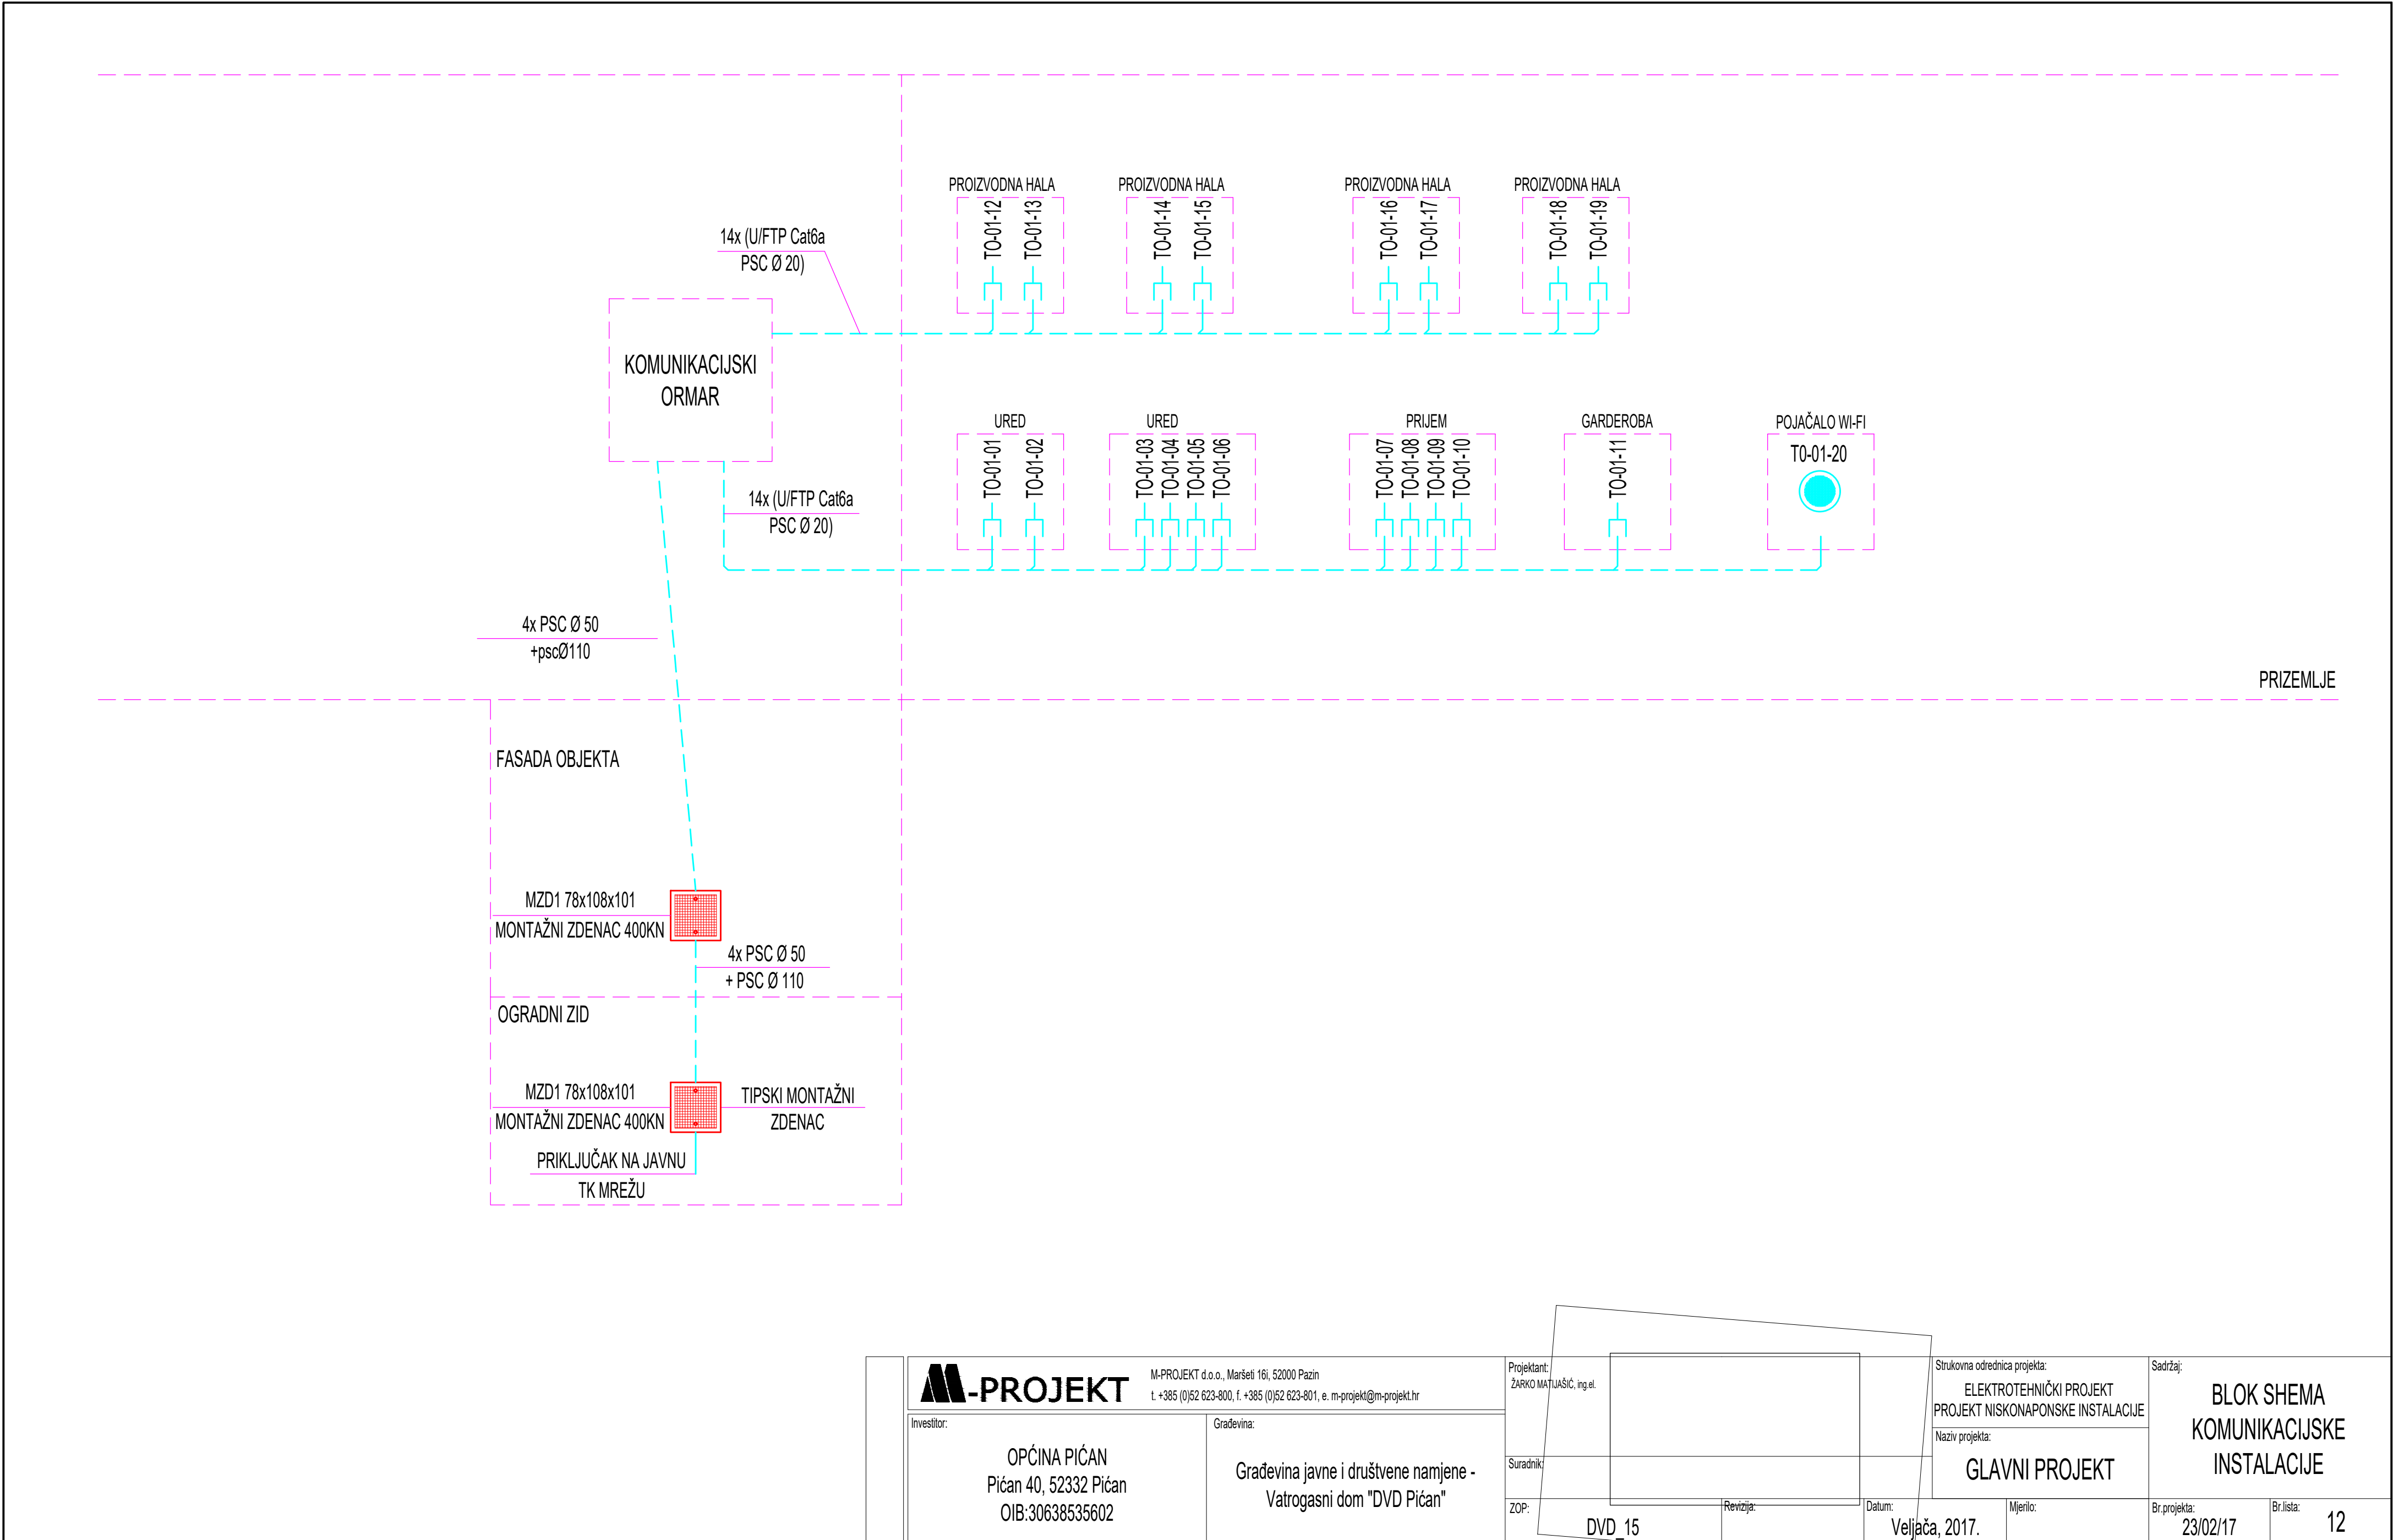 PROIZVODNA HALA
TO-01-12
TO-01-13
PROIZVODNA HALA
TO-01-14
TO-01-15
PROIZVODNA HALA
TO-01-16
TO-01-17
PROIZVODNA HALA
TO-01-18
TO-01-19
14x (U/FTP Cat6a
PSC Ø 20)
KOMUNIKACIJSKI
ORMAR
URED
TO-01-01
TO-01-02
URED
TO-01-03
TO-01-04
TO-01-05
TO-01-06
PRIJEM
TO-01-07
TO-01-08
TO-01-09
TO-01-10
GARDEROBA
TO-01-11
POJAČALO WI-FI
T0-01-20
14x (U/FTP Cat6a
PSC Ø 20)
4x PSC Ø 50
+pscØ110
PRIZEMLJE
FASADA OBJEKTA
MZD1 78x108x101
MONTAŽNI ZDENAC 400KN
4x PSC Ø 50
+ PSC Ø 110
OGRADNI ZID
MZD1 78x108x101
MONTAŽNI ZDENAC 400KN
TIPSKI MONTAŽNI
ZDENAC
PRIKLJUČAK NA JAVNU
TK MREŽU
M-PROJEKT
M-PROJEKT d.o.o., Maršeti 16i, 52000 Pazin
t. +385 (0)52 623-800, f. +385 (0)52 623-801, e. m-projekt@m-projekt.hr
Investitor:
OPĆINA PIĆAN
Pićan 40, 52332 Pićan
OIB:30638535602
Građevina:
Građevina javne i društvene namjene -
Vatrogasni dom "DVD Pićan"
Projektant:
ŽARKO MATIJAŠIĆ, ing.el.
Suradnik:
ZOP:
DVD_15
Revizija:
Datum:
Veljača, 2017.
Mjerilo:
Strukovna odrednica projekta:
ELEKTROTEHNIČKI PROJEKT
PROJEKT NISKONAPONSKE INSTALACIJE
Naziv projekta:
GLAVNI PROJEKT
Sadržaj:
BLOK SHEMA
KOMUNIKACIJSKE
INSTALACIJE
Br.projekta:
23/02/17
Br.lista:
12